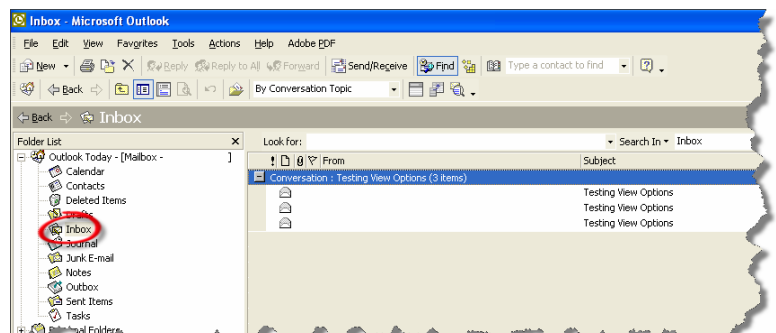 Inbox - Microsoft Outlook
File Edit View Favorites Tools Actions Help Adobe PDF
New Reply Reply to All Forward Send/Receive Find Type a contact to find
Back By Conversation Topic
Back Inbox
Folder List X Look for: Search In Inbox
Outlook Today - [Mailbox - ] ! From Subject
Calendar Conversation : Testing View Options (3 items)
Contacts Testing View Options
Deleted Items Testing View Options
Drafts Testing View Options
Inbox
Journal
Junk E-mail
Notes
Outbox
Sent Items
Tasks
Folders